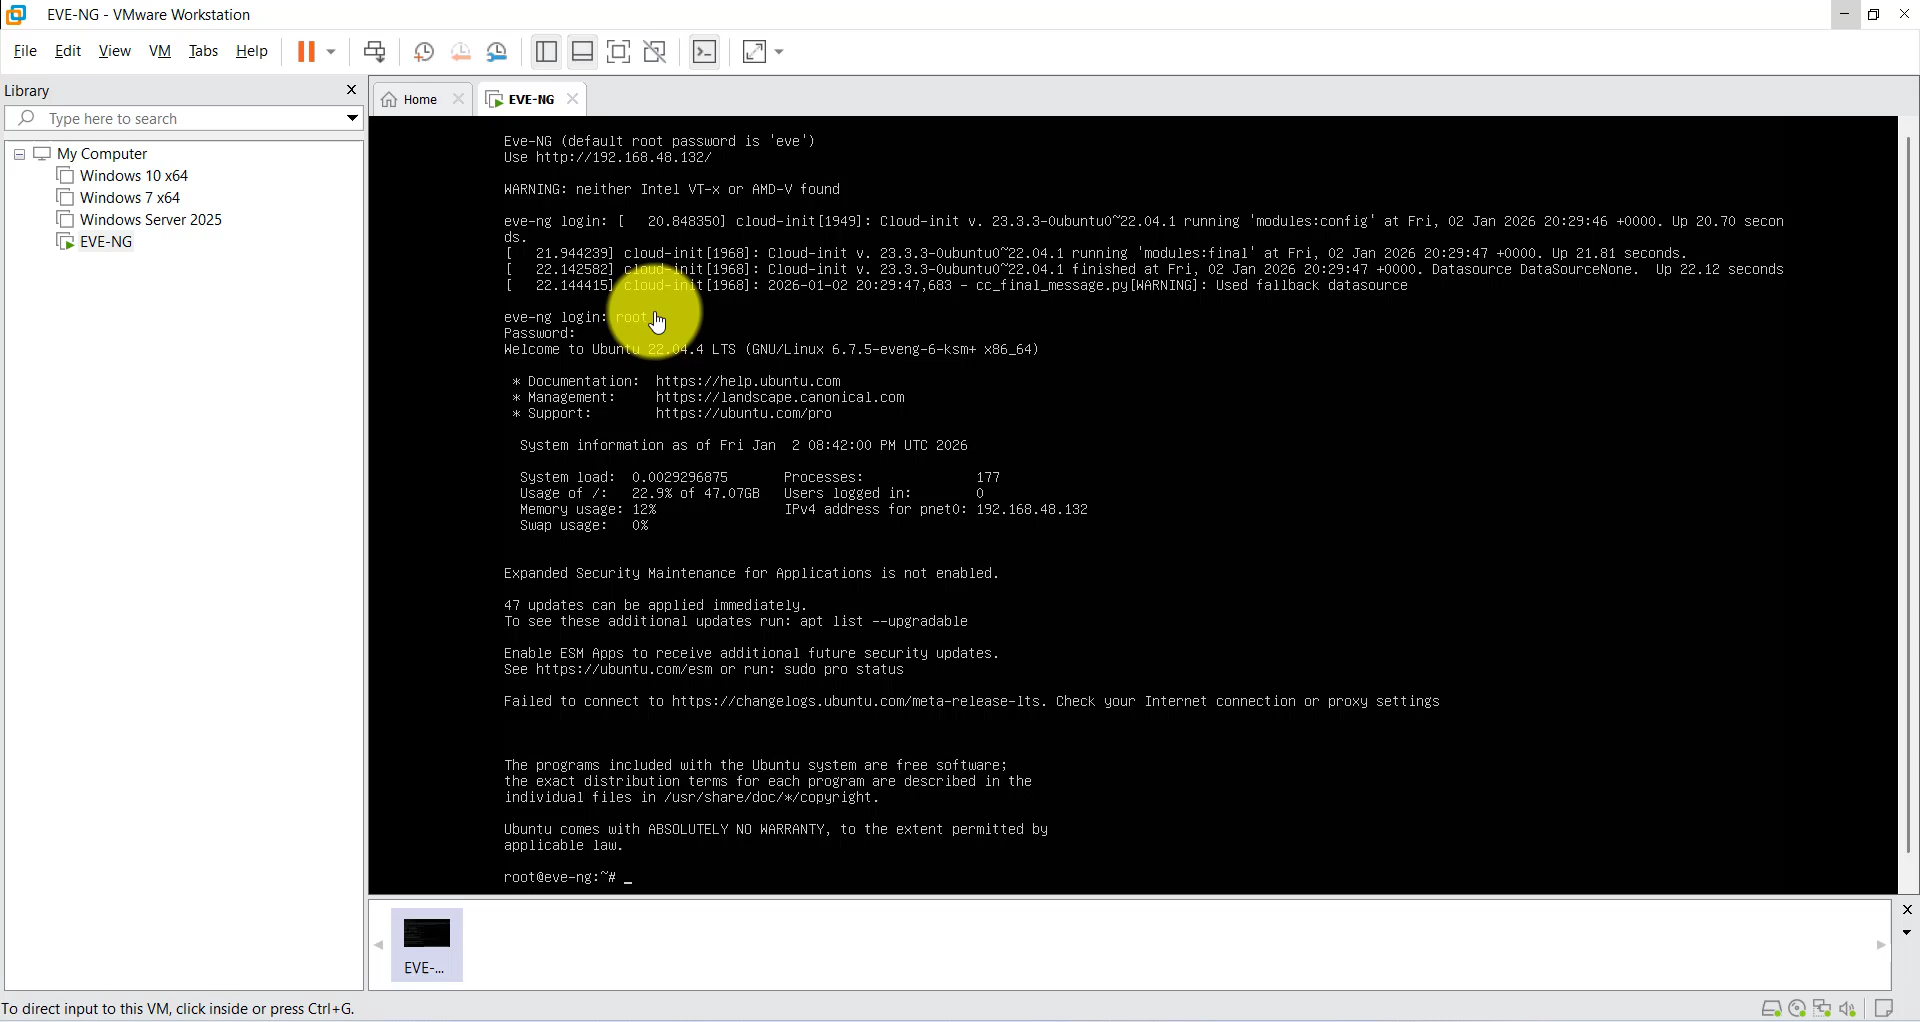 EVE-NG - VMware Workstation
File Edit View VM Tabs Help
Library
Type here to search
My Computer
Windows 10 x64
Windows 7 x64
Windows Server 2025
EVE-NG
Home
EVE-NG
Eve-NG (default root password is 'eve')
Use http://192.168.48.132/
WARNING: neither Intel VT-x or AMD-V found
eve-ng login: [   20.848350] cloud-init[1949]: Cloud-init v. 23.3.3-0ubuntu0~22.04.1 running 'modules:config' at Fri, 02 Jan 2026 20:29:46 +0000. Up 20.70 secon
ds.
[   21.944239] cloud-init[1968]: Cloud-init v. 23.3.3-0ubuntu0~22.04.1 running 'modules:final' at Fri, 02 Jan 2026 20:29:47 +0000. Up 21.81 seconds.
[   22.142582] cloud-init[1968]: Cloud-init v. 23.3.3-0ubuntu0~22.04.1 finished at Fri, 02 Jan 2026 20:29:47 +0000. Datasource DataSourceNone.  Up 22.12 seconds
[   22.144415] cloud-init[1968]: 2026-01-02 20:29:47,683 - cc_final_message.py[WARNING]: Used fallback datasource
eve-ng login: root
Password:
Welcome to Ubuntu 22.04.4 LTS (GNU/Linux 6.7.5-eveng-6-ksm+ x86_64)
* Documentation:  https://help.ubuntu.com
* Management:     https://landscape.canonical.com
* Support:        https://ubuntu.com/pro
System information as of Fri Jan  2 08:42:00 PM UTC 2026
System load:  0.0029296875   Processes:              177
Usage of /:   22.9% of 47.07GB   Users logged in:        0
Memory usage: 12%                IPv4 address for pnet0: 192.168.48.132
Swap usage:   0%
Expanded Security Maintenance for Applications is not enabled.
47 updates can be applied immediately.
To see these additional updates run: apt list --upgradable
Enable ESM Apps to receive additional future security updates.
See https://ubuntu.com/esm or run: sudo pro status
Failed to connect to https://changelogs.ubuntu.com/meta-release-lts. Check your Internet connection or proxy settings
The programs included with the Ubuntu system are free software;
the exact distribution terms for each program are described in the
individual files in /usr/share/doc/*/copyright.
Ubuntu comes with ABSOLUTELY NO WARRANTY, to the extent permitted by
applicable law.
root@eve-ng:~# _
EVE-...
To direct input to this VM, click inside or press Ctrl+G.